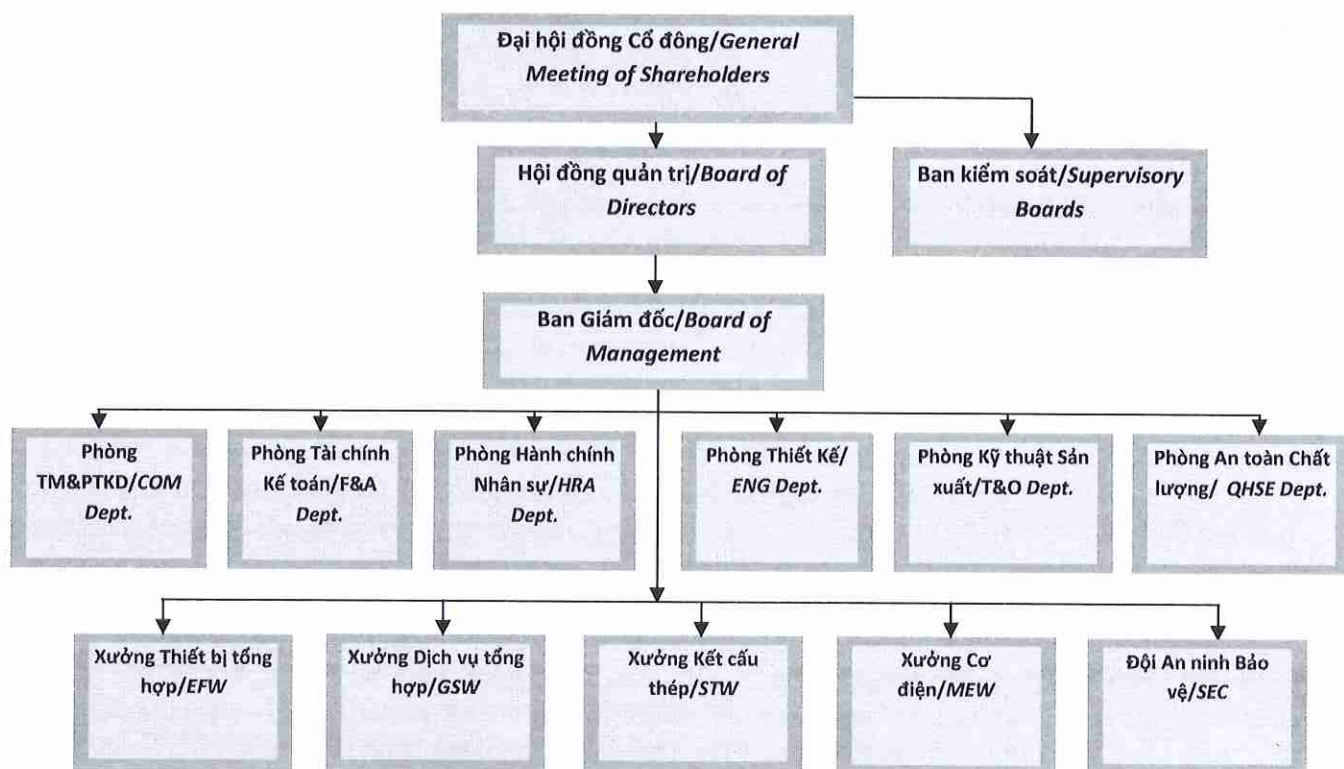 Đại hội đồng Cổ đông/General
Meeting of Shareholders
Hội đồng quản trị/Board of
Directors
Ban kiểm soát/Supervisory
Boards
Ban Giám đốc/Board of
Management
Phòng
TM&PTKD/COM
Dept.
Phòng Tài chính
Kế toán/F&A
Dept.
Phòng Hành chính
Nhân sự/HRA
Dept.
Phòng Thiết Kế/
ENG Dept.
Phòng Kỹ thuật Sản
xuất/T&O Dept.
Phòng An toàn Chất
lượng/ QHSE Dept.
Xưởng Thiết bị tổng
hợp/EFW
Xưởng Dịch vụ tổng
hợp/GSW
Xưởng Kết cấu
thép/STW
Xưởng Cơ
điện/MEW
Đội An ninh Bảo
vệ/SEC